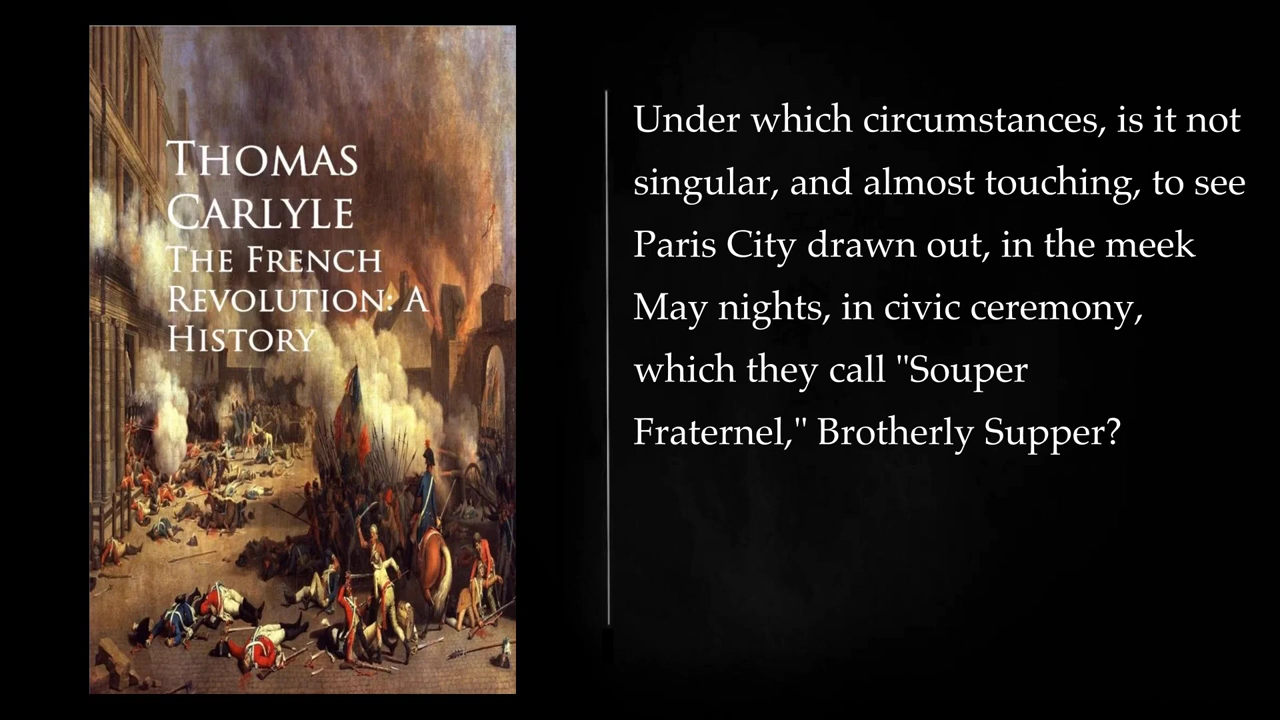 THOMAS
CARLYLE
THE FRENCH
REVOLUTION: A
HISTORY
Under which circumstances, is it not
singular, and almost touching, to see
Paris City drawn out, in the meek
May nights, in civic ceremony,
which they call "Souper
Fraternel," Brotherly Supper?